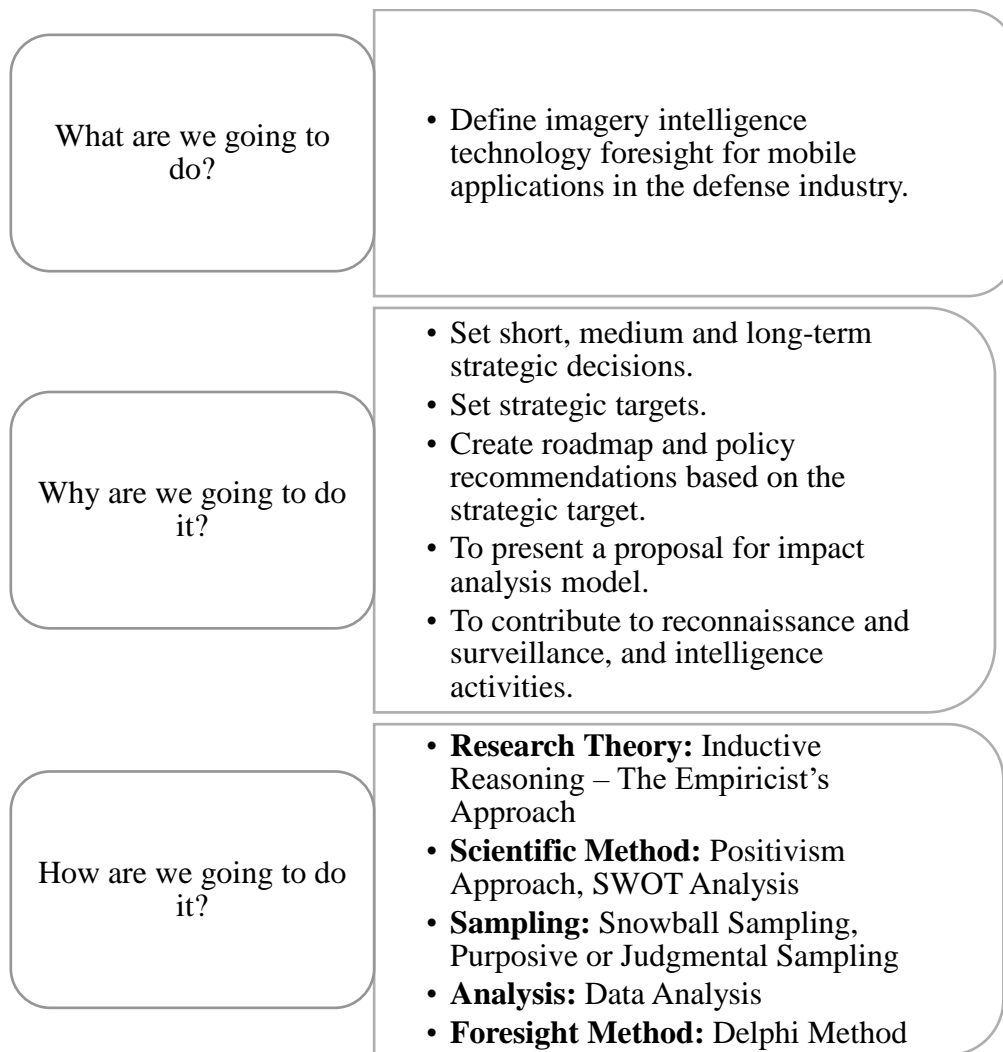 What are we going to
do?
• Define imagery intelligence
technology foresight for mobile
applications in the defense industry.
Why are we going to do
it?
• Set short, medium and long-term
strategic decisions.
• Set strategic targets.
• Create roadmap and policy
recommendations based on the
strategic target.
• To present a proposal for impact
analysis model.
• To contribute to reconnaissance and
surveillance, and intelligence
activities.
How are we going to do
it?
• Research Theory: Inductive
Reasoning – The Empiricist’s
Approach
• Scientific Method: Positivism
Approach, SWOT Analysis
• Sampling: Snowball Sampling,
Purposive or Judgmental Sampling
• Analysis: Data Analysis
• Foresight Method: Delphi Method